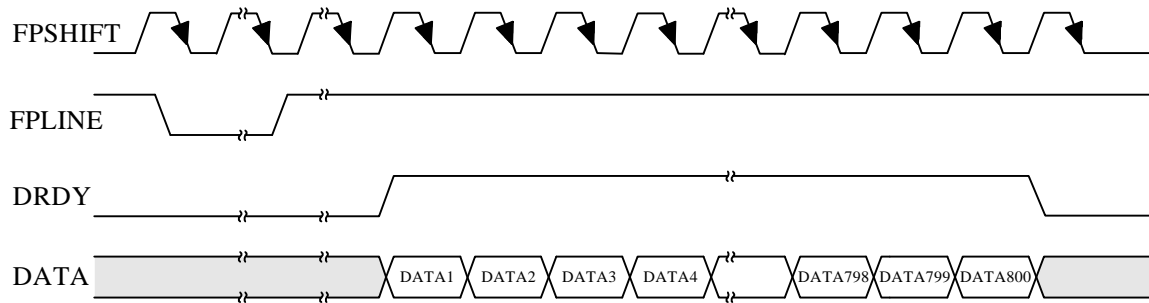 FPSHIFT
FPLINE
DRDY
DATA DATA1 DATA2 DATA3 DATA4 DATA798 DATA799 DATA800